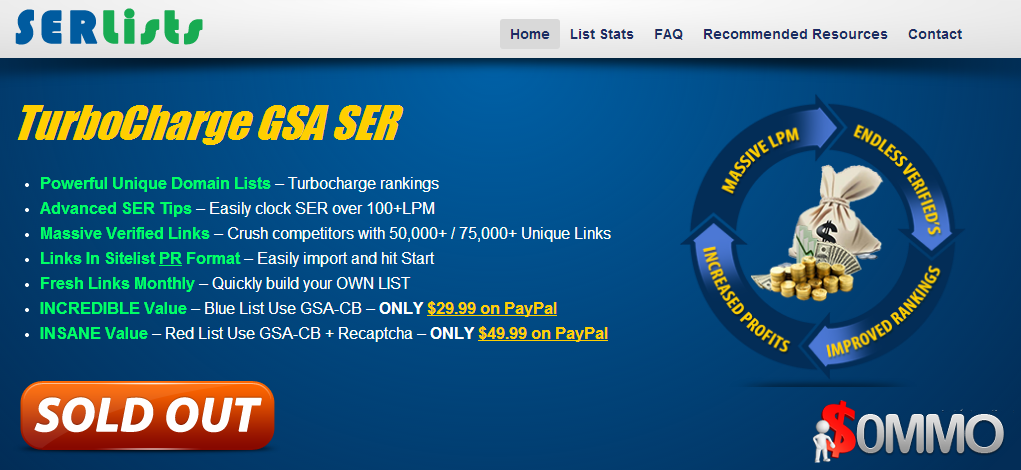 SERLists
Home List Stats FAQ Recommended Resources Contact
TurboCharge GSA SER
• Powerful Unique Domain Lists – Turbocharge rankings
• Advanced SER Tips – Easily clock SER over 100+LPM
• Massive Verified Links – Crush competitors with 50,000+ / 75,000+ Unique Links
• Links In Sitelist PR Format – Easily import and hit Start
• Fresh Links Monthly – Quickly build your OWN LIST
• INCREDIBLE Value – Blue List Use GSA-CB – ONLY $29.99 on PayPal
• INSANE Value – Red List Use GSA-CB + Recaptcha – ONLY $49.99 on PayPal
MASSIVE LPM
ENDLESS VERIFIED'S
IMPROVED RANKINGS
INCREASED PROFITS
$
SOLD OUT
$0MMO